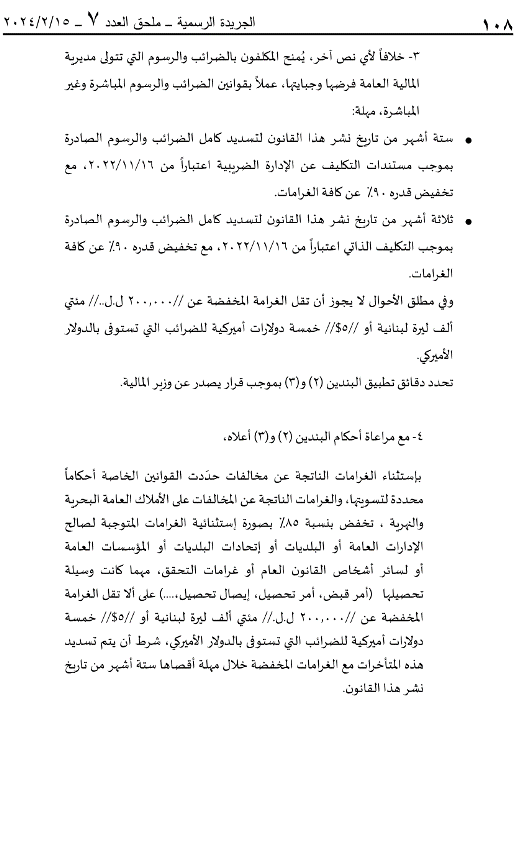 ١٠٨ الجريدة الرسمية – ملحق العدد ٧ – ٢٠٢٤/٢/١٥
٣- خلافاً لأي نص آخر، يُمنح المكلفون بالضرائب والرسوم التي تتولى مديرية
المالية العامة فرضها وجبايتها، عملاً بقوانين الضرائب والرسوم المباشرة وغير
المباشرة، مهلة:
• ستة أشهر من تاريخ نشر هذا القانون لتسديد كامل الضرائب والرسوم الصادرة
بموجب مستندات التكليف عن الإدارة الضريبية اعتباراً من ٢٠٢٢/١١/١٦، مع
تخفيض قدره ٩٠٪ عن كافة الغرامات.
• ثلاثة أشهر من تاريخ نشر هذا القانون لتسديد كامل الضرائب والرسوم الصادرة
بموجب التكليف الذاتي اعتباراً من ٢٠٢٢/١١/١٦، مع تخفيض قدره ٩٠٪ عن كافة
الغرامات.
وفي مطلق الأحوال لا يجوز أن تقل الغرامة المخفضة عن //٢٠٠,٠٠٠ ل.ل..// مئتي
ألف ليرة لبنانية أو //٥$// خمسة دولارات أميركية للضرائب التي تستوفى بالدولار
الأميركي.
تحدد دقائق تطبيق البندين (٢) و(٣) بموجب قرار يصدر عن وزير المالية.
٤- مع مراعاة أحكام البندين (٢) و(٣) أعلاه،
بإستثناء الغرامات الناتجة عن مخالفات حدّدت القوانين الخاصة أحكاماً
محددة لتسويتها، والغرامات الناتجة عن المخالفات على الأملاك العامة البحرية
والنهرية ، تخفض بنسبة ٨٥٪ بصورة إستثنائية الغرامات المتوجبة لصالح
الإدارات العامة أو البلديات أو إتحادات البلديات أو المؤسسات العامة
أو لسائر أشخاص القانون العام أو غرامات التحقق، مهما كانت وسيلة
تحصيلها (أمر قبض، أمر تحصيل، إيصال تحصيل،....) على ألا تقل الغرامة
المخفضة عن //٢٠٠,٠٠٠ ل.ل.// مئتي ألف ليرة لبنانية أو //٥$// خمسة
دولارات أميركية للضرائب التي تستوفى بالدولار الأميركي، شرط أن يتم تسديد
هذه المتأخرات مع الغرامات المخفضة خلال مهلة أقصاها ستة أشهر من تاريخ
نشر هذا القانون.